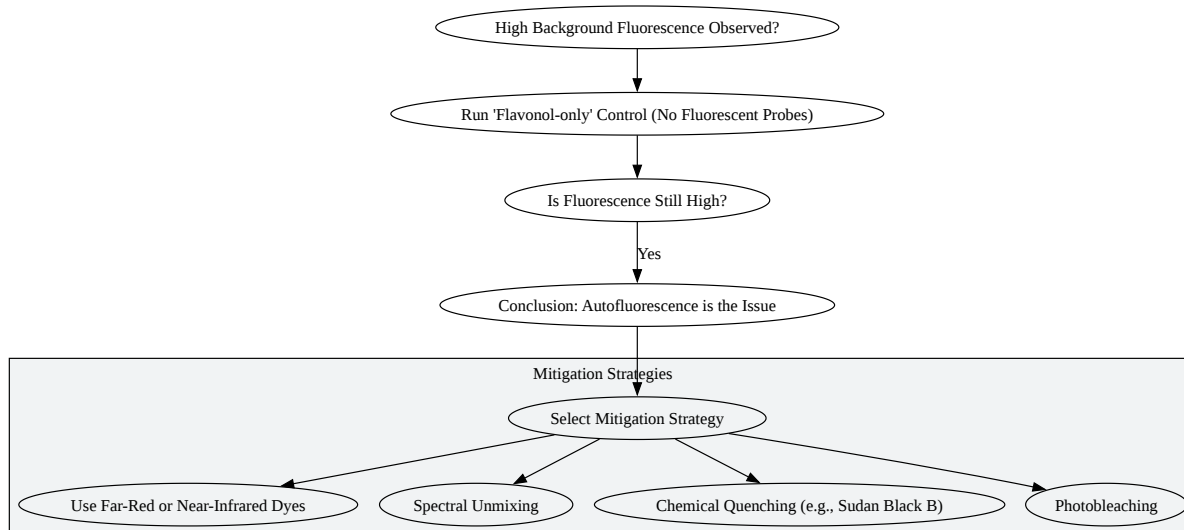 High Background Fluorescence Observed?
Run 'Flavonol-only' Control (No Fluorescent Probes)
Is Fluorescence Still High?
Yes
Conclusion: Autofluorescence is the Issue
Mitigation Strategies
Select Mitigation Strategy
Use Far-Red or Near-Infrared Dyes
Spectral Unmixing
Chemical Quenching (e.g., Sudan Black B)
Photobleaching